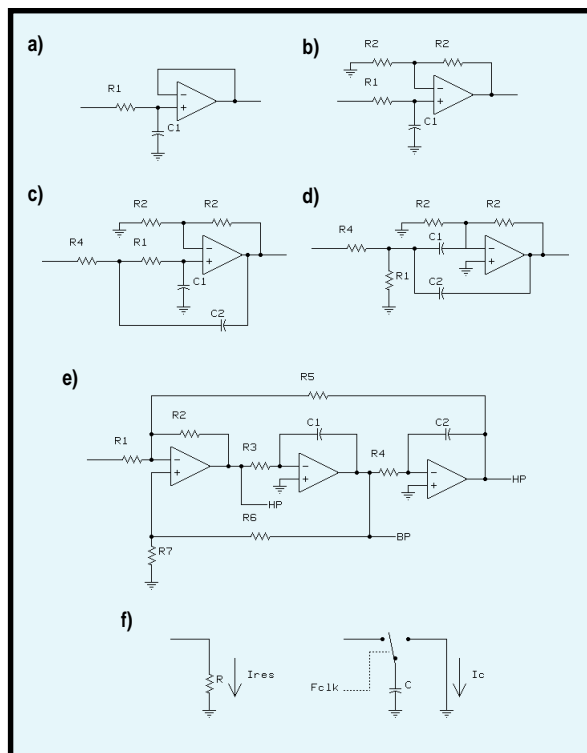 a)
R1
C1
b)
R2 R2
R1
C1
c)
R2 R2
R4 R1
C1
C2
d)
R2 R2
R4
C1
R1
C2
e)
R5
R2
C1
C2
R1
R3
R4
HP
HP
R6
BP
R7
f)
R
Ires
Fclk
C
Ic